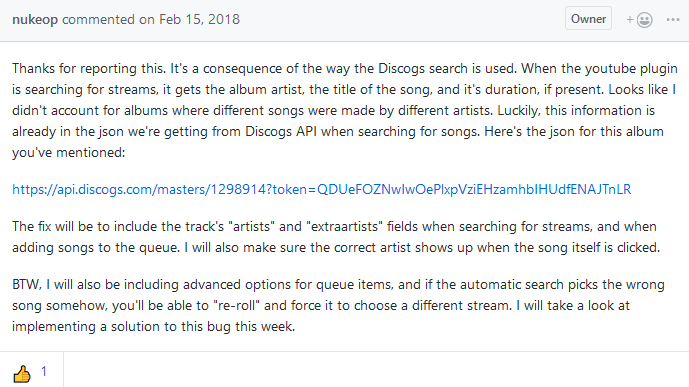 nukeop commented on Feb 15, 2018
Owner
Thanks for reporting this. It's a consequence of the way the Discogs search is used. When the youtube plugin
is searching for streams, it gets the album artist, the title of the song, and it's duration, if present. Looks like I
didn't account for albums where different songs were made by different artists. Luckily, this information is
already in the json we're getting from Discogs API when searching for songs. Here's the json for this album
you've mentioned:
https://api.discogs.com/masters/1298914?token=QDUeFOZNwIwOePlxpVziEHzamhbIHUdfENAJTnLR
The fix will be to include the track's "artists" and "extraartists" fields when searching for streams, and when
adding songs to the queue. I will also make sure the correct artist shows up when the song itself is clicked.
BTW, I will also be including advanced options for queue items, and if the automatic search picks the wrong
song somehow, you'll be able to "re-roll" and force it to choose a different stream. I will take a look at
implementing a solution to this bug this week.
1